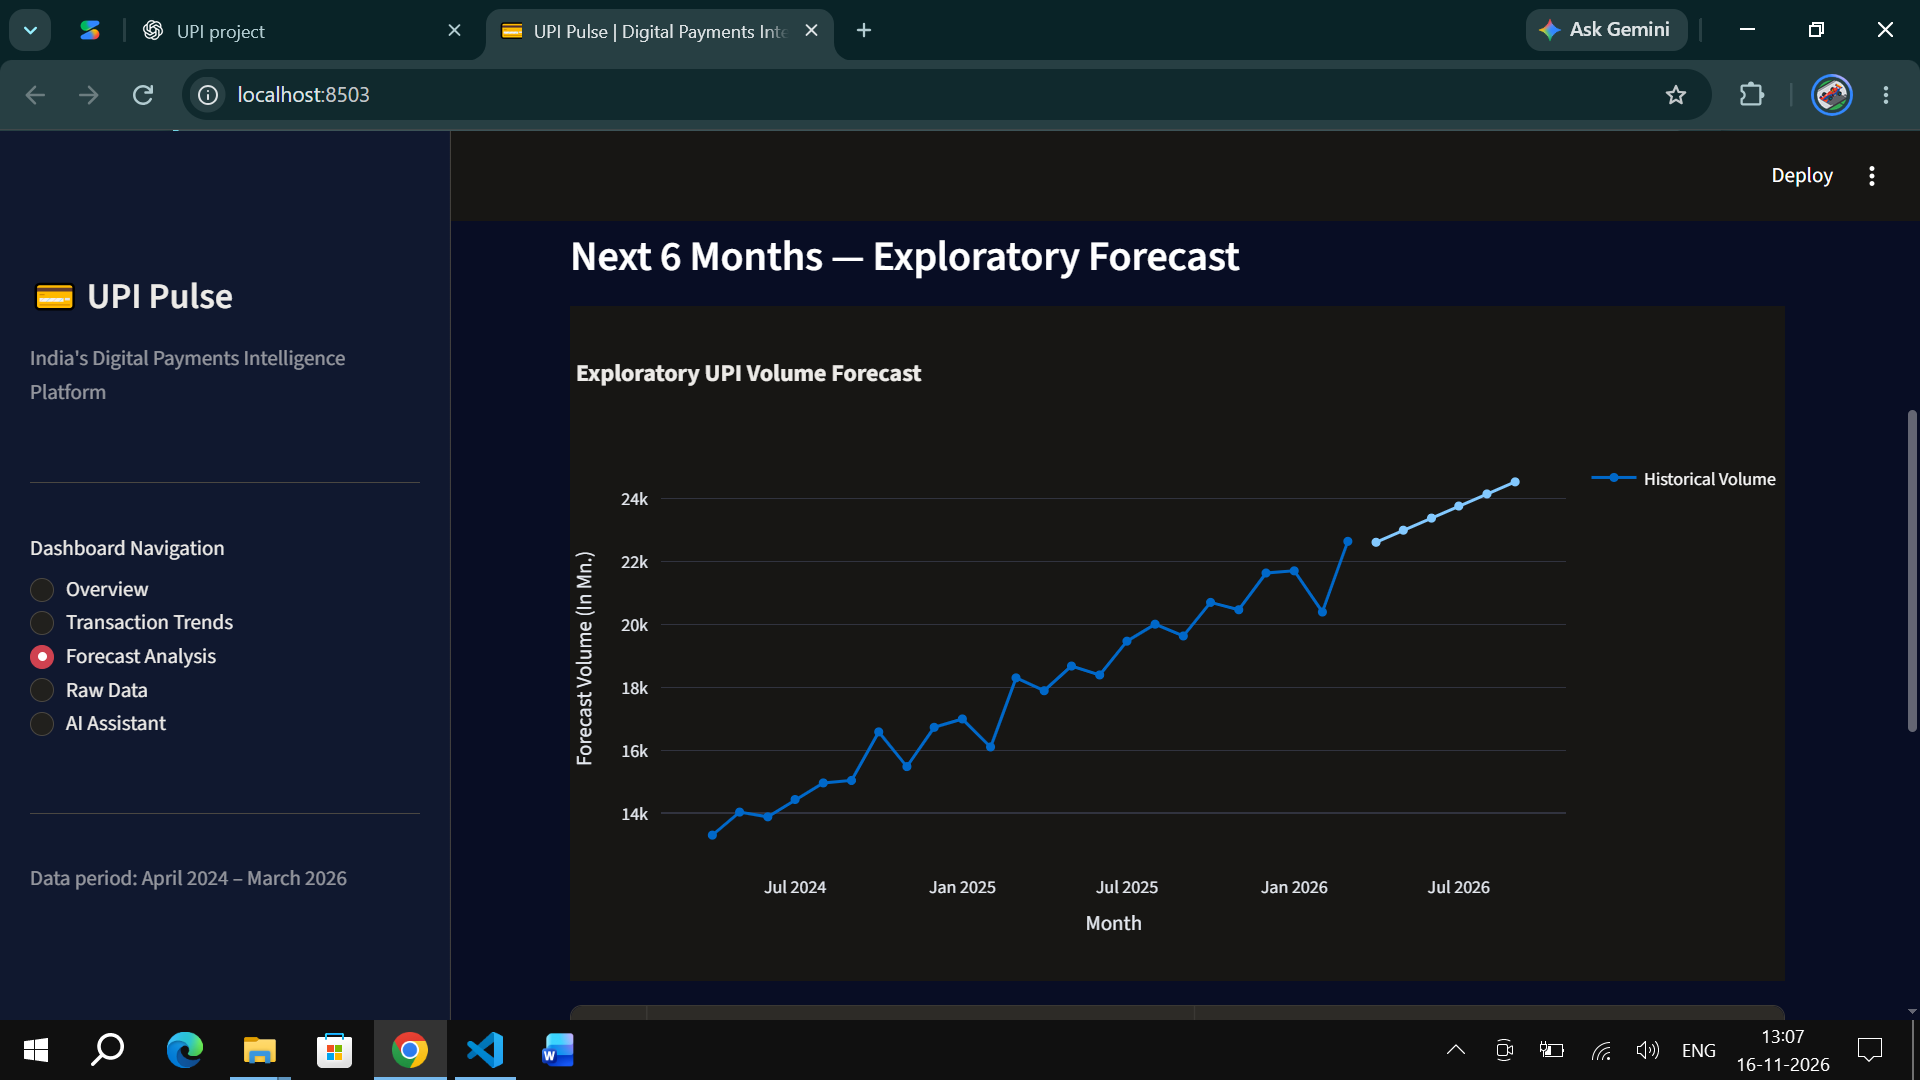 UPI project
UPI Pulse | Digital Payments Inte
Ask Gemini
localhost:8503
Deploy
UPI Pulse
India's Digital Payments Intelligence
Platform
Dashboard Navigation
Overview
Transaction Trends
Forecast Analysis
Raw Data
AI Assistant
Data period: April 2024 – March 2026
Next 6 Months — Exploratory Forecast
Exploratory UPI Volume Forecast
Historical Volume
Forecast Volume (In Mn.)
24k
22k
20k
18k
16k
14k
Jul 2024
Jan 2025
Jul 2025
Jan 2026
Jul 2026
Month
W
ENG
13:07
16-11-2026